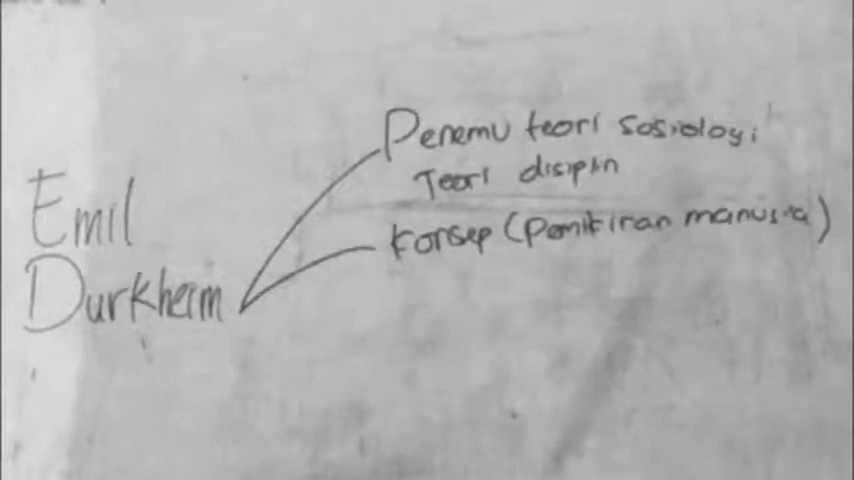 Emil
Durkheim
Penemu teori sosiologi
Teori disiplin
Konsep (pemikiran manusia)